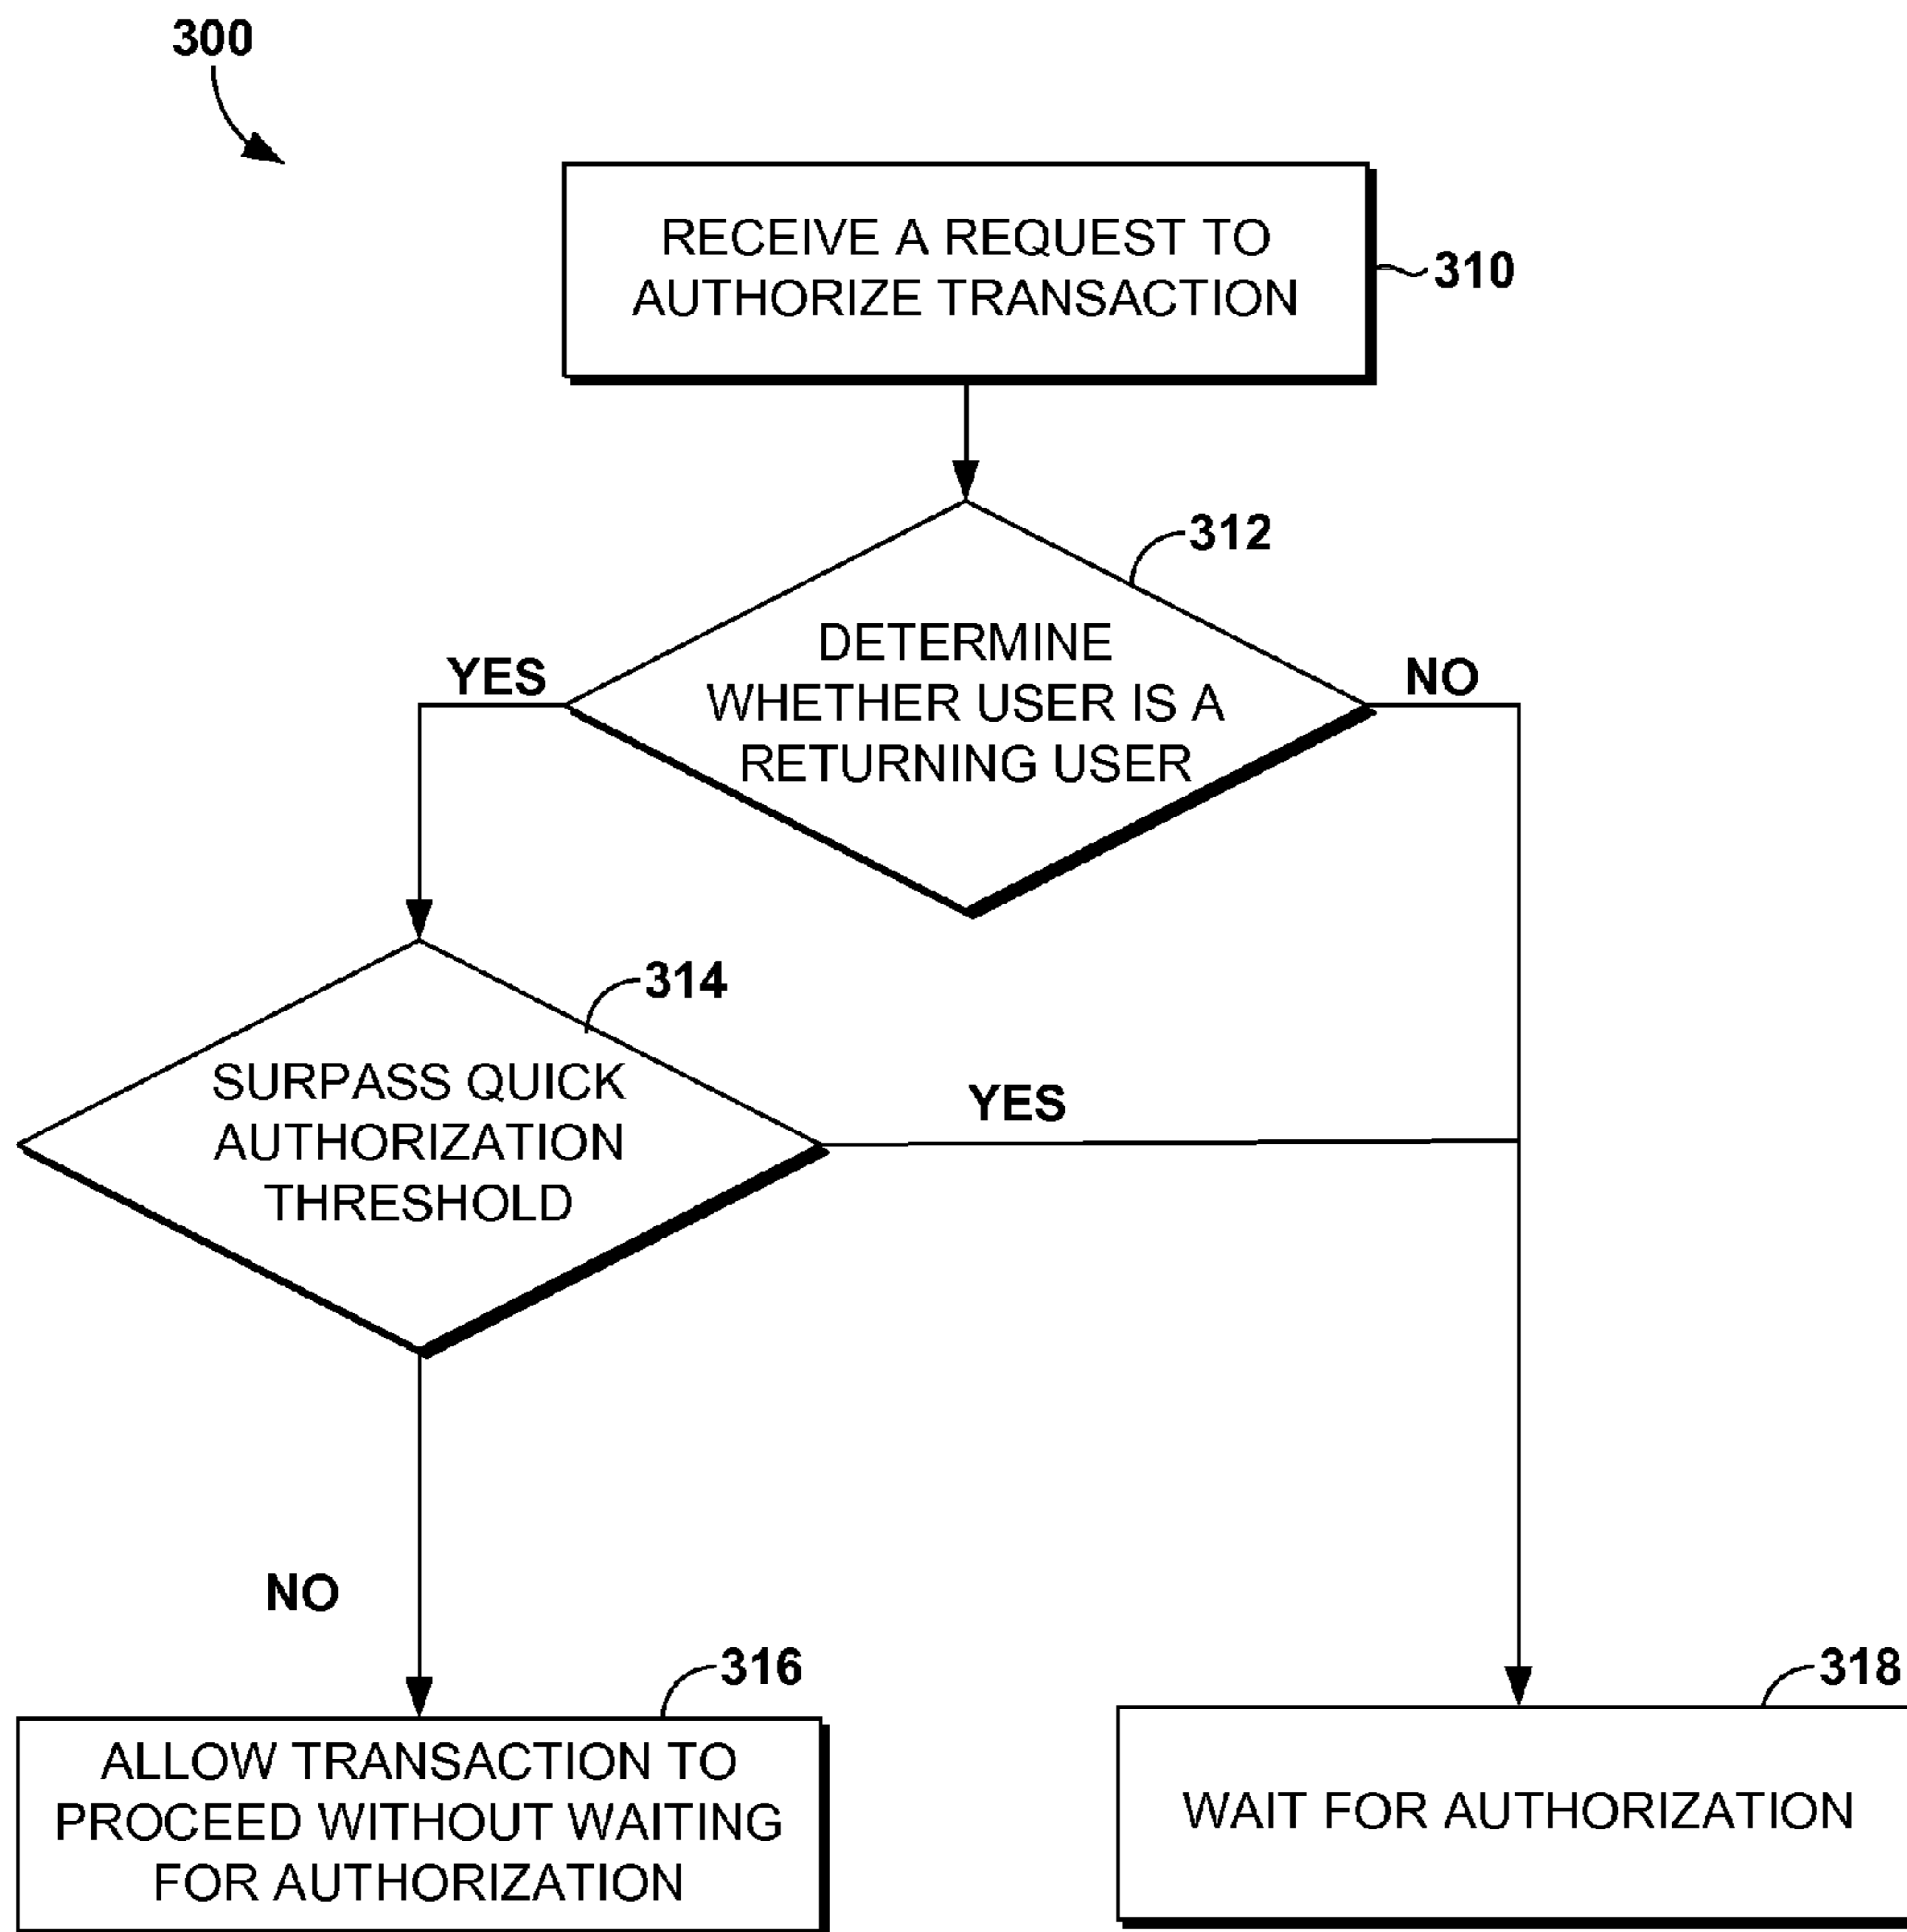 300
RECEIVE A REQUEST TO
AUTHORIZE TRANSACTION
310
312
DETERMINE
WHETHER USER IS A
RETURNING USER
YES
NO
314
SURPASS QUICK
AUTHORIZATION
THRESHOLD
YES
NO
316
ALLOW TRANSACTION TO
PROCEED WITHOUT WAITING
FOR AUTHORIZATION
318
WAIT FOR AUTHORIZATION